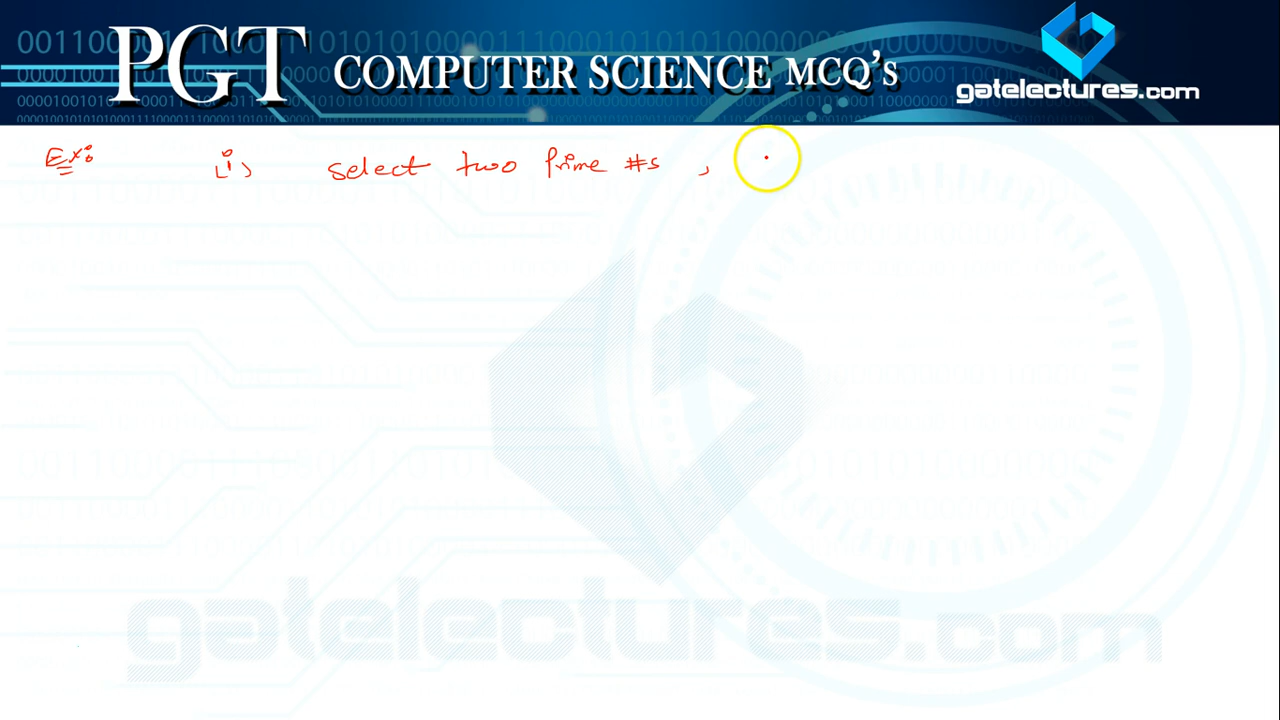 PGT COMPUTER SCIENCE MCQ'S
gatelectures.com
Ex:
(i) select two prime #s ,
gatelectures.com